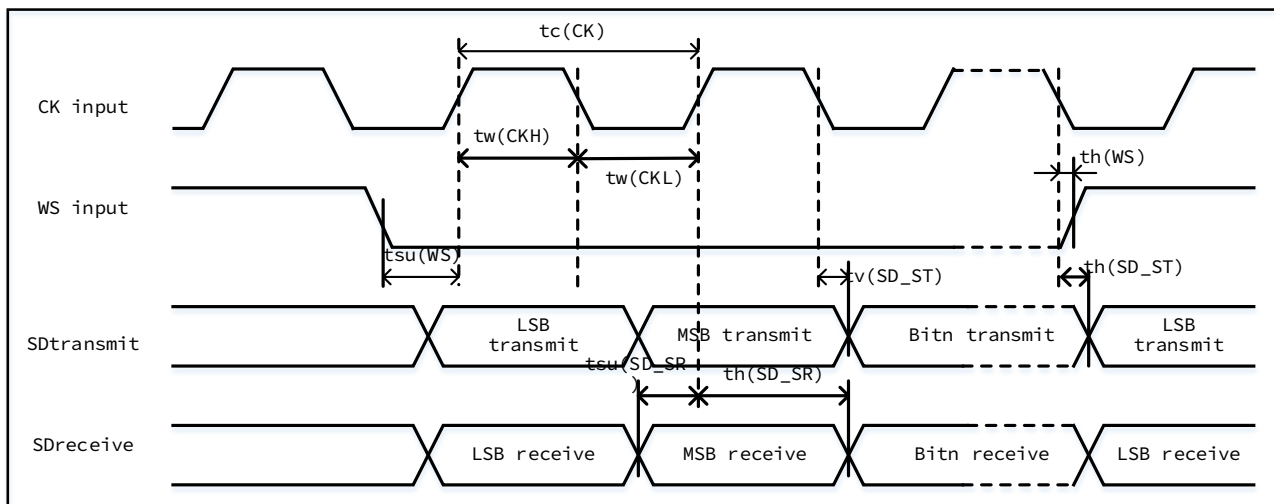 tc(CK)
CK input
tw(CKH)
tw(CKL)
th(WS)
WS input
tsu(WS)
tv(SD_ST)
th(SD_ST)
SDtransmit
LSB
transmit
MSB transmit
Bitn transmit
LSB
transmit
tsu(SD_SR
)
th(SD_SR)
SDreceive
LSB receive
MSB receive
Bitn receive
LSB receive